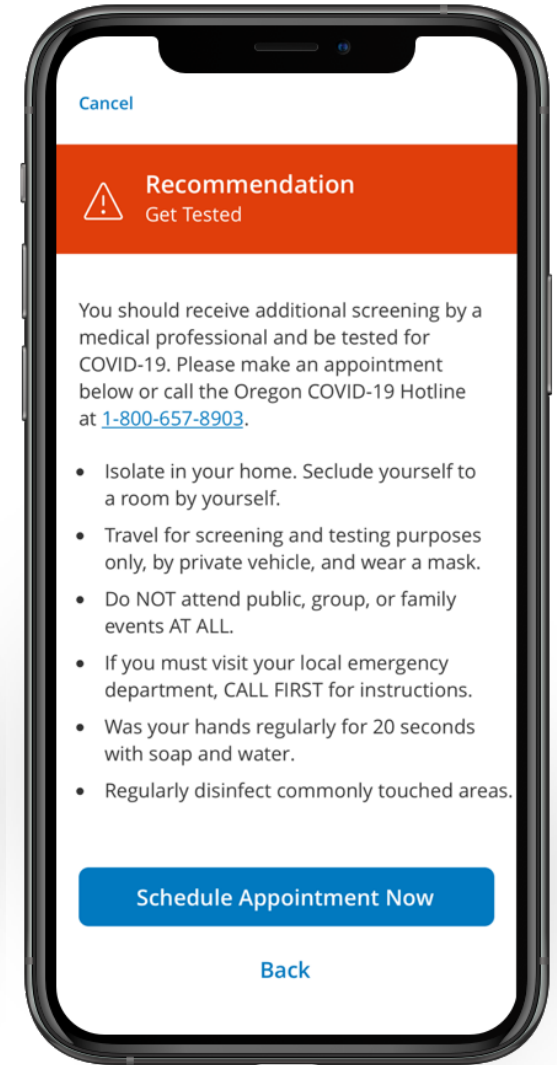 Cancel
Recommendation
Get Tested
You should receive additional screening by a
medical professional and be tested for
COVID-19. Please make an appointment
below or call the Oregon COVID-19 Hotline
at 1-800-657-8903.
• Isolate in your home. Seclude yourself to
a room by yourself.
• Travel for screening and testing purposes
only, by private vehicle, and wear a mask.
• Do NOT attend public, group, or family
events AT ALL.
• If you must visit your local emergency
department, CALL FIRST for instructions.
• Was your hands regularly for 20 seconds
with soap and water.
• Regularly disinfect commonly touched areas.
Schedule Appointment Now
Back